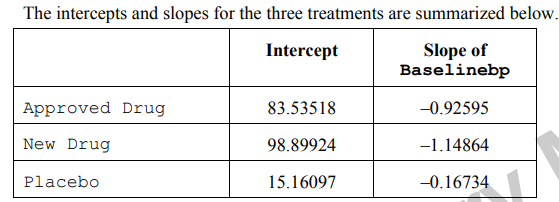 The intercepts and slopes for the three treatments are summarized below.
Intercept Slope of
Baselinebp
Approved Drug 83.53518 –0.92595
New Drug 98.89924 –1.14864
Placebo 15.16097 –0.16734